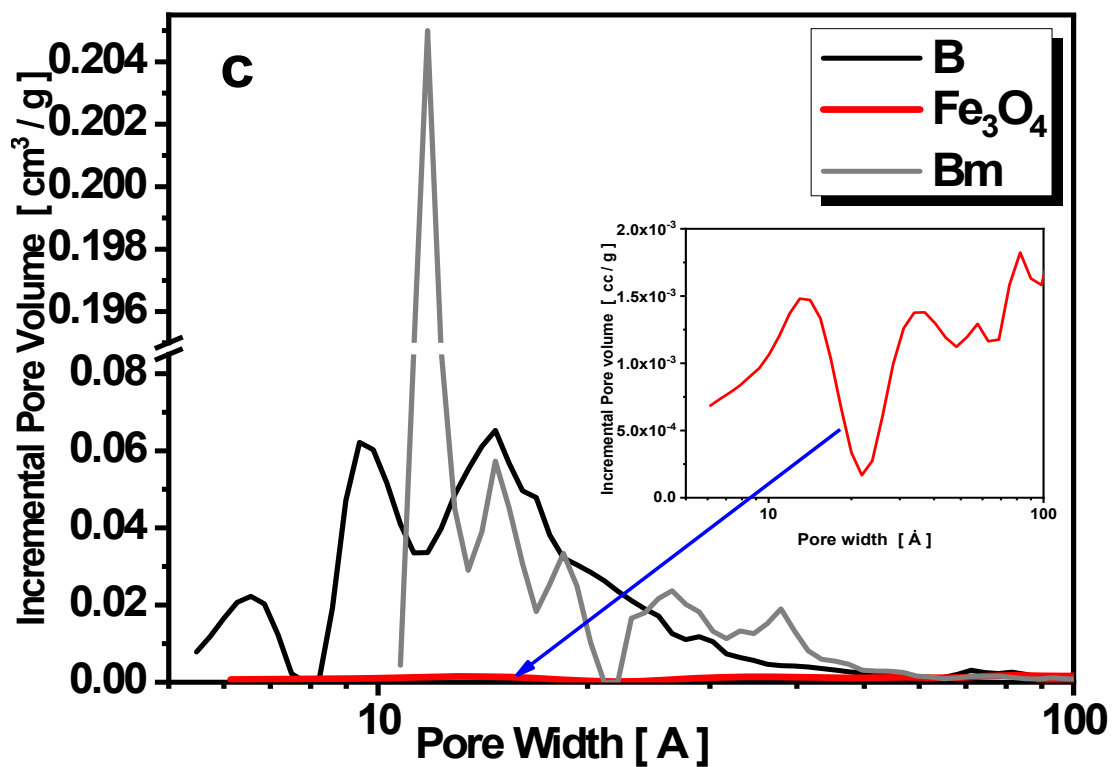 c
B
Fe3O4
Bm
Incremental Pore Volume [ cm³ / g ]
0.204
0.202
0.200
0.198
0.196
0.08
0.06
0.04
0.02
0.00
10
100
Pore Width [ A ]
Incremental Pore volume [ cc / g ]
2.0x10⁻³
1.5x10⁻³
1.0x10⁻³
5.0x10⁻⁴
0.0
10
100
Pore width [ Ȧ ]